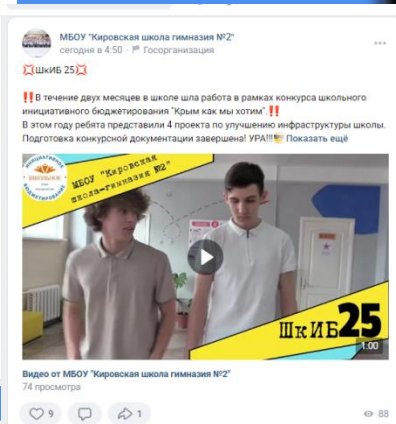 МБОУ "Кировская школа гимназия №2"
сегодня в 4:50 · Госорганизация
💢ШкИБ 25💢
‼В течение двух месяцев в школе шла работа в рамках конкурса школьного
инициативного бюджетирования "Крым как мы хотим".‼
В этом году ребята представили 4 проекта по улучшению инфраструктуры школы.
Подготовка конкурсной документации завершена! УРА!!! Показать ещё
ИНИЦИАТИВНОЕ
ШКОЛЬНОЕ
БЮДЖЕТИРОВАНИЕ
МБОУ "Кировская
школа-гимназия №2"
ШкИБ25
1:00
Видео от МБОУ "Кировская школа гимназия №2"
74 просмотра
9
1
88